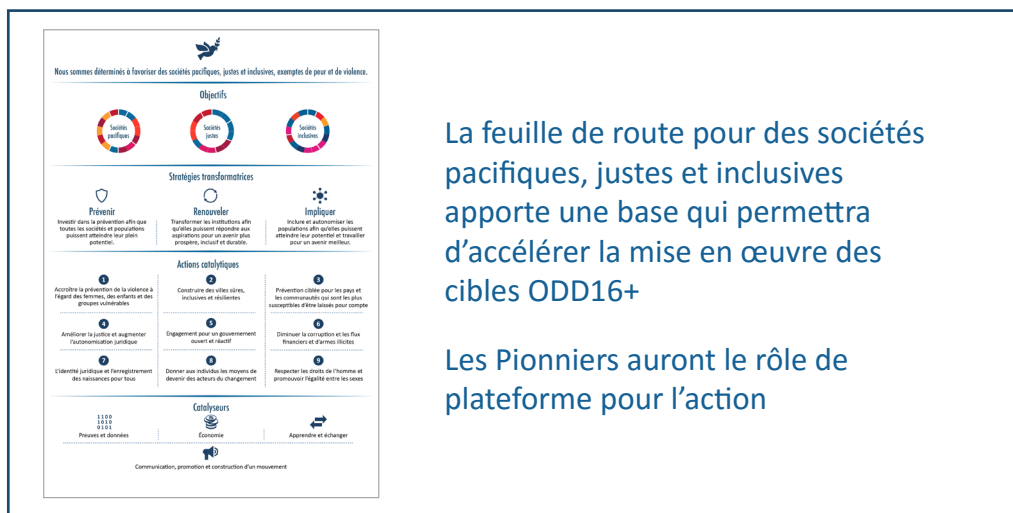 Nous sommes déterminés à favoriser des sociétés pacifiques, justes et inclusives, exemptes de peur et de violence.
Objectifs
Sociétés
pacifiques
Sociétés
justes
Sociétés
inclusives
Stratégies transformatrices
Prévenir
Investir dans la prévention afin que
toutes les sociétés et populations
puissent atteindre leur plein
potentiel.
Renouveler
Transformer les institutions afin
qu'elles puissent répondre aux
aspirations pour un avenir plus
prospère, inclusif et durable.
Impliquer
Inclure et autonomiser les
populations afin qu'elles puissent
atteindre leur potentiel et travailler
pour un avenir meilleur.
Actions catalytiques
1
Accroître la prévention de la violence à
l'égard des femmes, des enfants et des
groupes vulnérables
2
Construire des villes sûres,
inclusives et résilientes
3
Prévention ciblée pour les pays et
les communautés qui sont les plus
susceptibles d'être laissés pour compte
4
Améliorer la justice et augmenter
l'autonomisation juridique
5
Engagement pour un gouvernement
ouvert et réactif
6
Diminuer la corruption et les flux
financiers et d'armes illicites
7
L'identité juridique et l'enregistrement
des naissances pour tous
8
Donner aux individus les moyens de
devenir des acteurs du changement
9
Respecter les droits de l'homme et
promouvoir l'égalité entre les sexes
Catalyseurs
1100
1010
0101
Preuves et données
Économie
Apprendre et échanger
Communication, promotion et construction d'un mouvement
La feuille de route pour des sociétés
pacifiques, justes et inclusives
apporte une base qui permettra
d'accélérer la mise en œuvre des
cibles ODD16+
Les Pionniers auront le rôle de
plateforme pour l'action